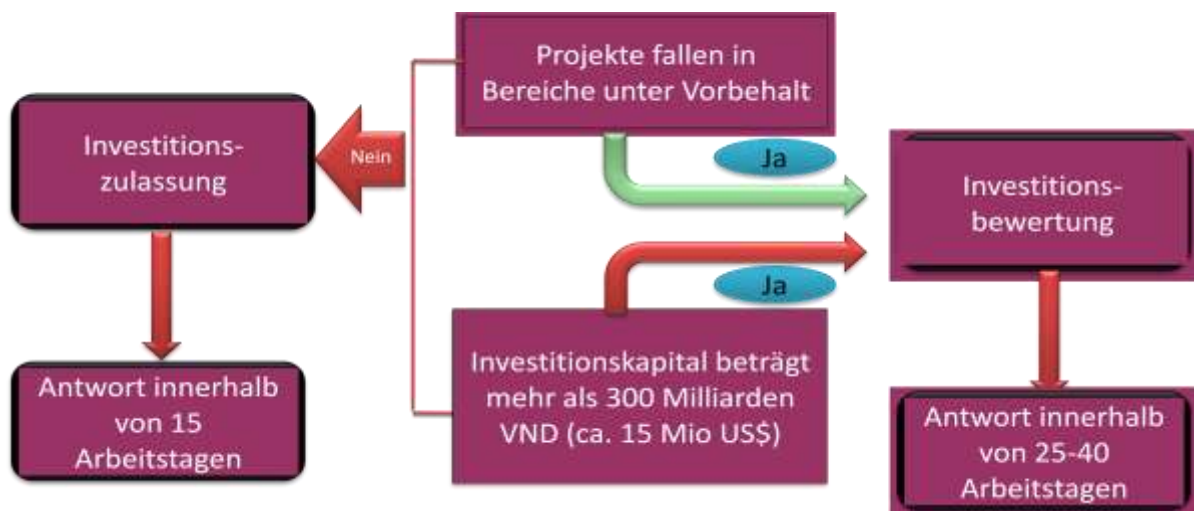 Projekte fallen in
Bereiche unter Vorbehalt
Investitions-
zulassung
Nein
Ja
Investitions-
bewertung
Ja
Investitionskapital beträgt
mehr als 300 Milliarden
VND (ca. 15 Mio US$)
Antwort innerhalb
von 15
Arbeitstagen
Antwort innerhalb
von 25-40
Arbeitstagen